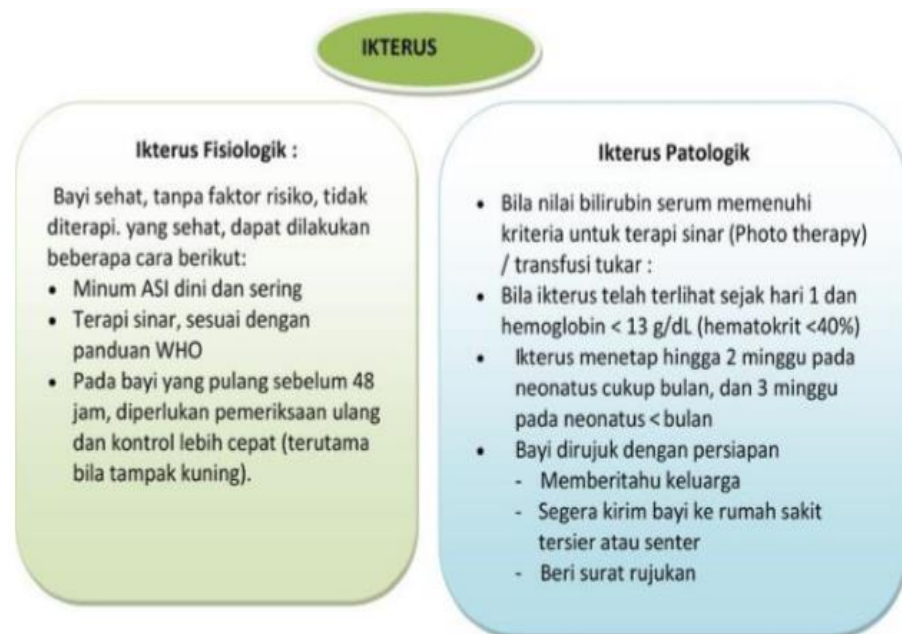 IKTERUS
Ikterus Fisiologik :
Bayi sehat, tanpa faktor risiko, tidak
diterapi. yang sehat, dapat dilakukan
beberapa cara berikut:
• Minum ASI dini dan sering
• Terapi sinar, sesuai dengan
panduan WHO
• Pada bayi yang pulang sebelum 48
jam, diperlukan pemeriksaan ulang
dan kontrol lebih cepat (terutama
bila tampak kuning).
Ikterus Patologik
• Bila nilai bilirubin serum memenuhi
kriteria untuk terapi sinar (Photo therapy)
/ transfusi tukar :
• Bila ikterus telah terlihat sejak hari 1 dan
hemoglobin < 13 g/dL (hematokrit <40%)
• Ikterus menetap hingga 2 minggu pada
neonatus cukup bulan, dan 3 minggu
pada neonatus < bulan
• Bayi dirujuk dengan persiapan
- Memberitahu keluarga
- Segera kirim bayi ke rumah sakit
tersier atau senter
- Beri surat rujukan